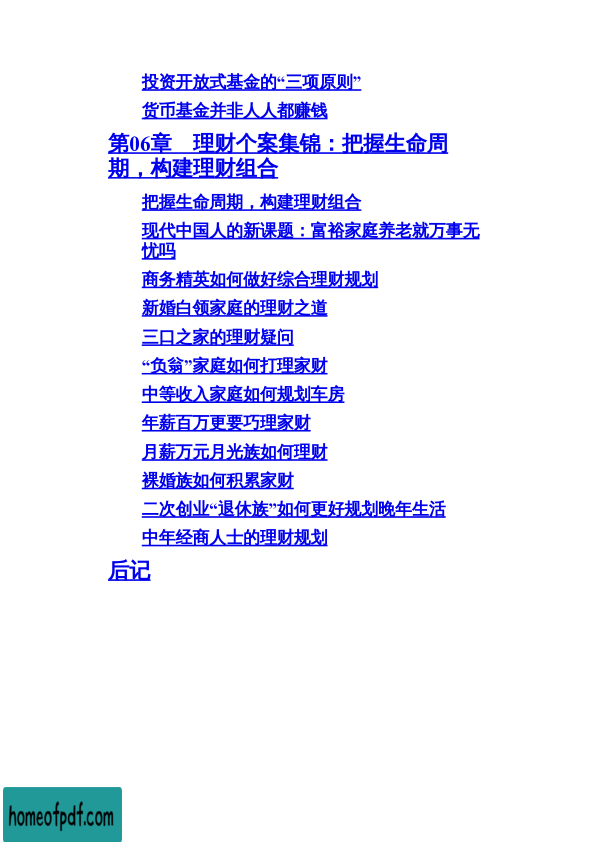 投资开放式基金的“三项原则”
货币基金并非人人都赚钱
第06章　理财个案集锦：把握生命周
期，构建理财组合
把握生命周期，构建理财组合
现代中国人的新课题：富裕家庭养老就万事无
忧吗
商务精英如何做好综合理财规划
新婚白领家庭的理财之道
三口之家的理财疑问
“负翁”家庭如何打理家财
中等收入家庭如何规划车房
年薪百万更要巧理家财
月薪万元月光族如何理财
裸婚族如何积累家财
二次创业“退休族”如何更好规划晚年生活
中年经商人士的理财规划
后记
homeofpdf.com